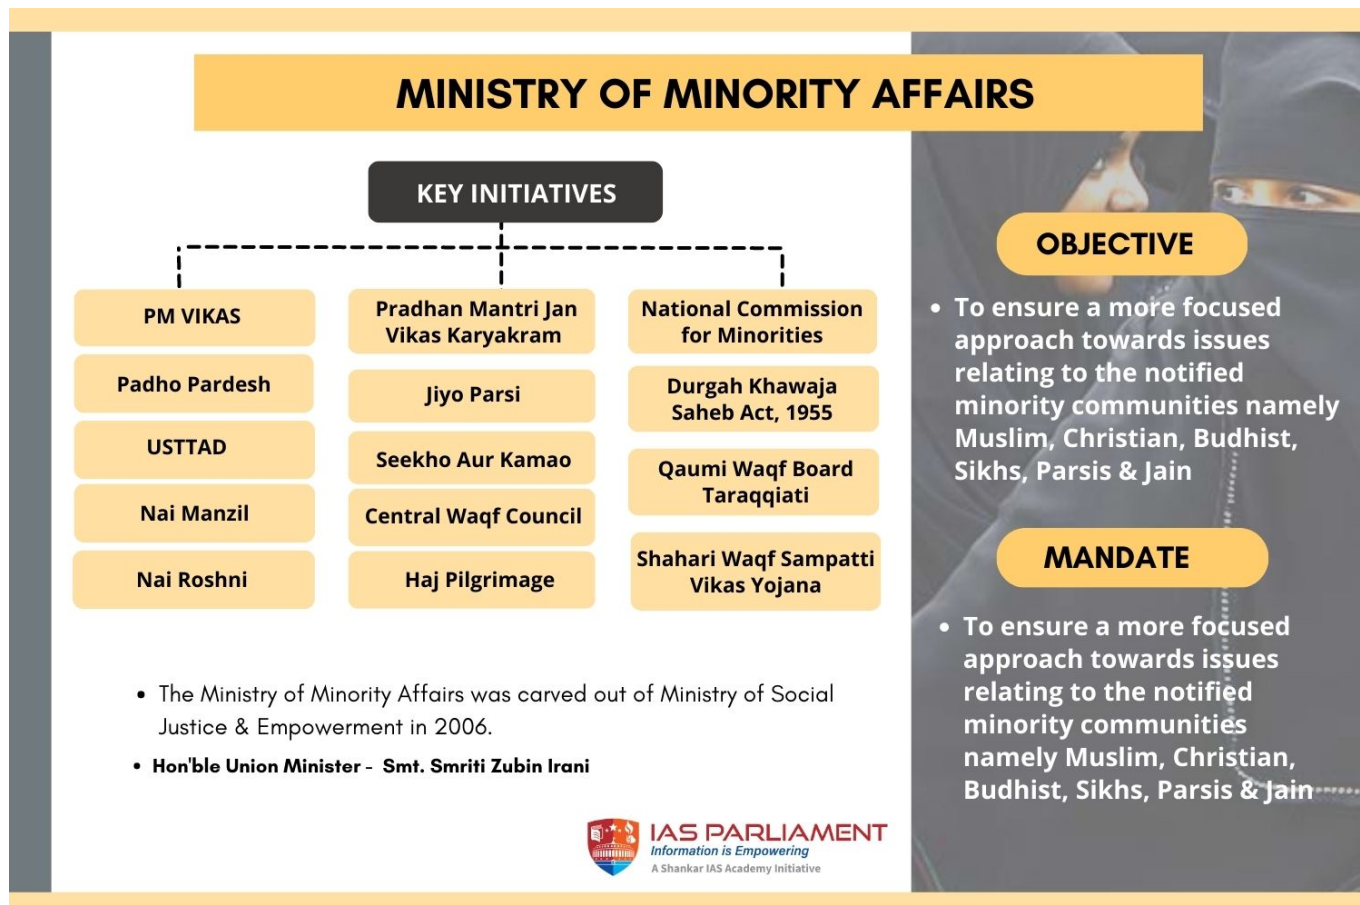 MINISTRY OF MINORITY AFFAIRS
KEY INITIATIVES
PM VIKAS
Padho Pardesh
USTTAD
Nai Manzil
Nai Roshni
Pradhan Mantri Jan
Vikas Karyakram
Jiyo Parsi
Seekho Aur Kamao
Central Waqf Council
Haj Pilgrimage
National Commission
for Minorities
Durgah Khawaja
Saheb Act, 1955
Qaumi Waqf Board
Taraqqiati
Shahari Waqf Sampatti
Vikas Yojana
• The Ministry of Minority Affairs was carved out of Ministry of Social
Justice & Empowerment in 2006.
• Hon'ble Union Minister - Smt. Smriti Zubin Irani
IAS PARLIAMENT
Information is Empowering
A Shankar IAS Academy Initiative
OBJECTIVE
• To ensure a more focused
approach towards issues
relating to the notified
minority communities namely
Muslim, Christian, Budhist,
Sikhs, Parsis & Jain
MANDATE
• To ensure a more focused
approach towards issues
relating to the notified
minority communities
namely Muslim, Christian,
Budhist, Sikhs, Parsis & Jain